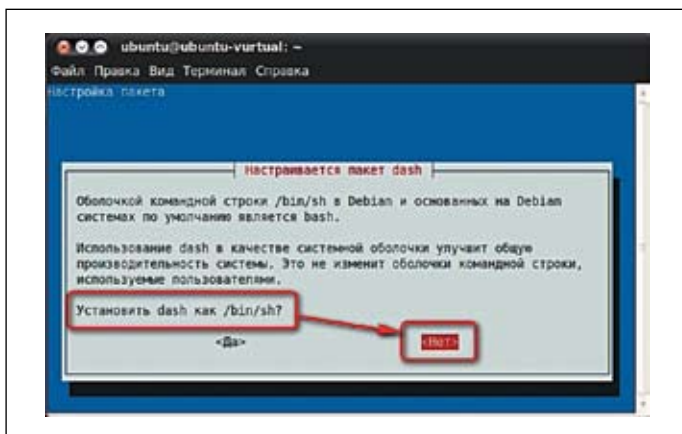 ubuntu@ubuntu-vurtual: ~
Файл Правка Вид Терминал Справка
Настройка пакета
Настраивается пакет dash
Оболочкой командной строки /bin/sh в Debian и основанных на Debian
системах по умолчанию является bash.
Использование dash в качестве системной оболочки улучшит общую
производительность системы. Это не изменит оболочки командной строки,
используемые пользователями.
Установить dash как /bin/sh?
<Да> <Нет>